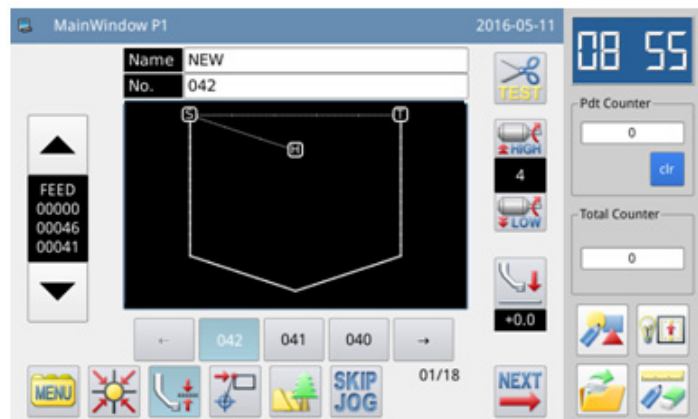 MainWindow P1
2016-05-11
08 55
Name NEW
No. 042
TEST
Pdt Counter
0
clr
S
T
H
HIGH
4
LOW
FEED
00000
00046
00041
Total Counter
0
+0.0
← 042 041 040 →
01/18
MENU
SKIP
JOG
NEXT